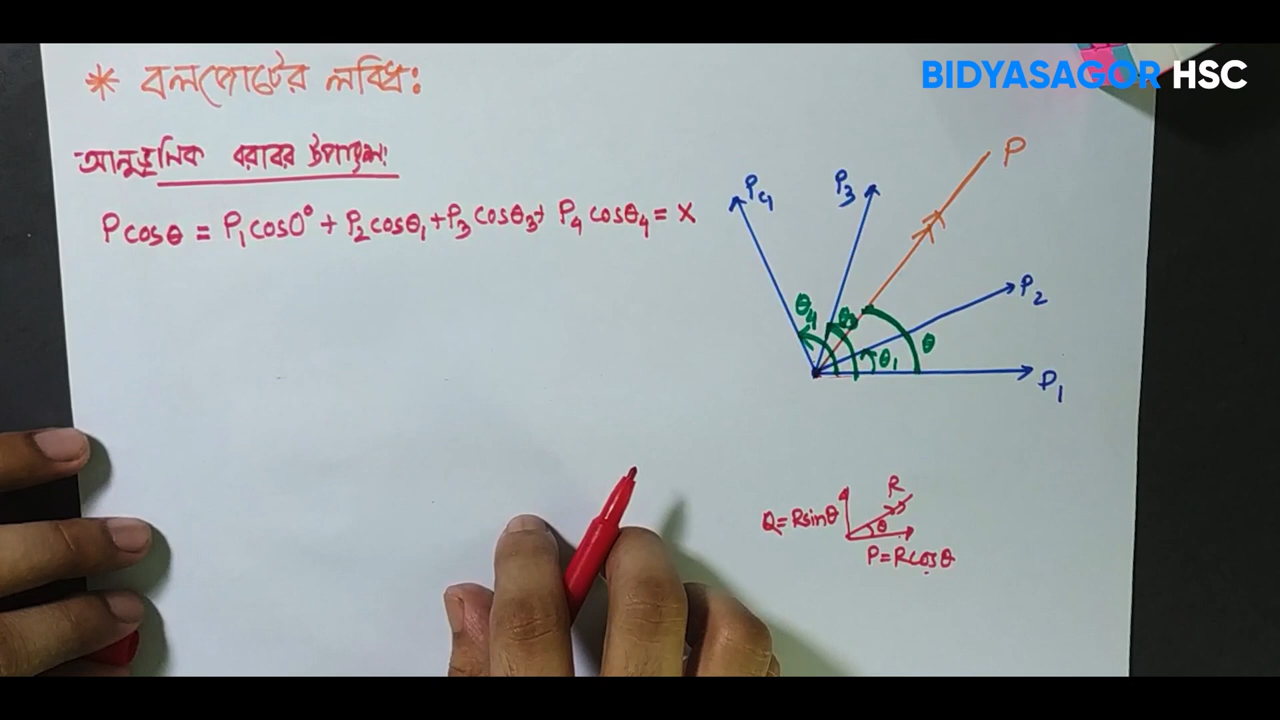 BIDYASAGOR HSC
* বলজোটের লব্ধি:
আনুভূমিক বরাবর উপাংশ:
Pcosθ = P₁cos0° + P₂cosθ₁ + P₃cosθ₃ + P₄cosθ₄ = x
P
P₄
P₃
P₂
P₁
θ₄
θ₃
θ₁
θ
R
Q=Rsinθ
θ
P=Rcosθ